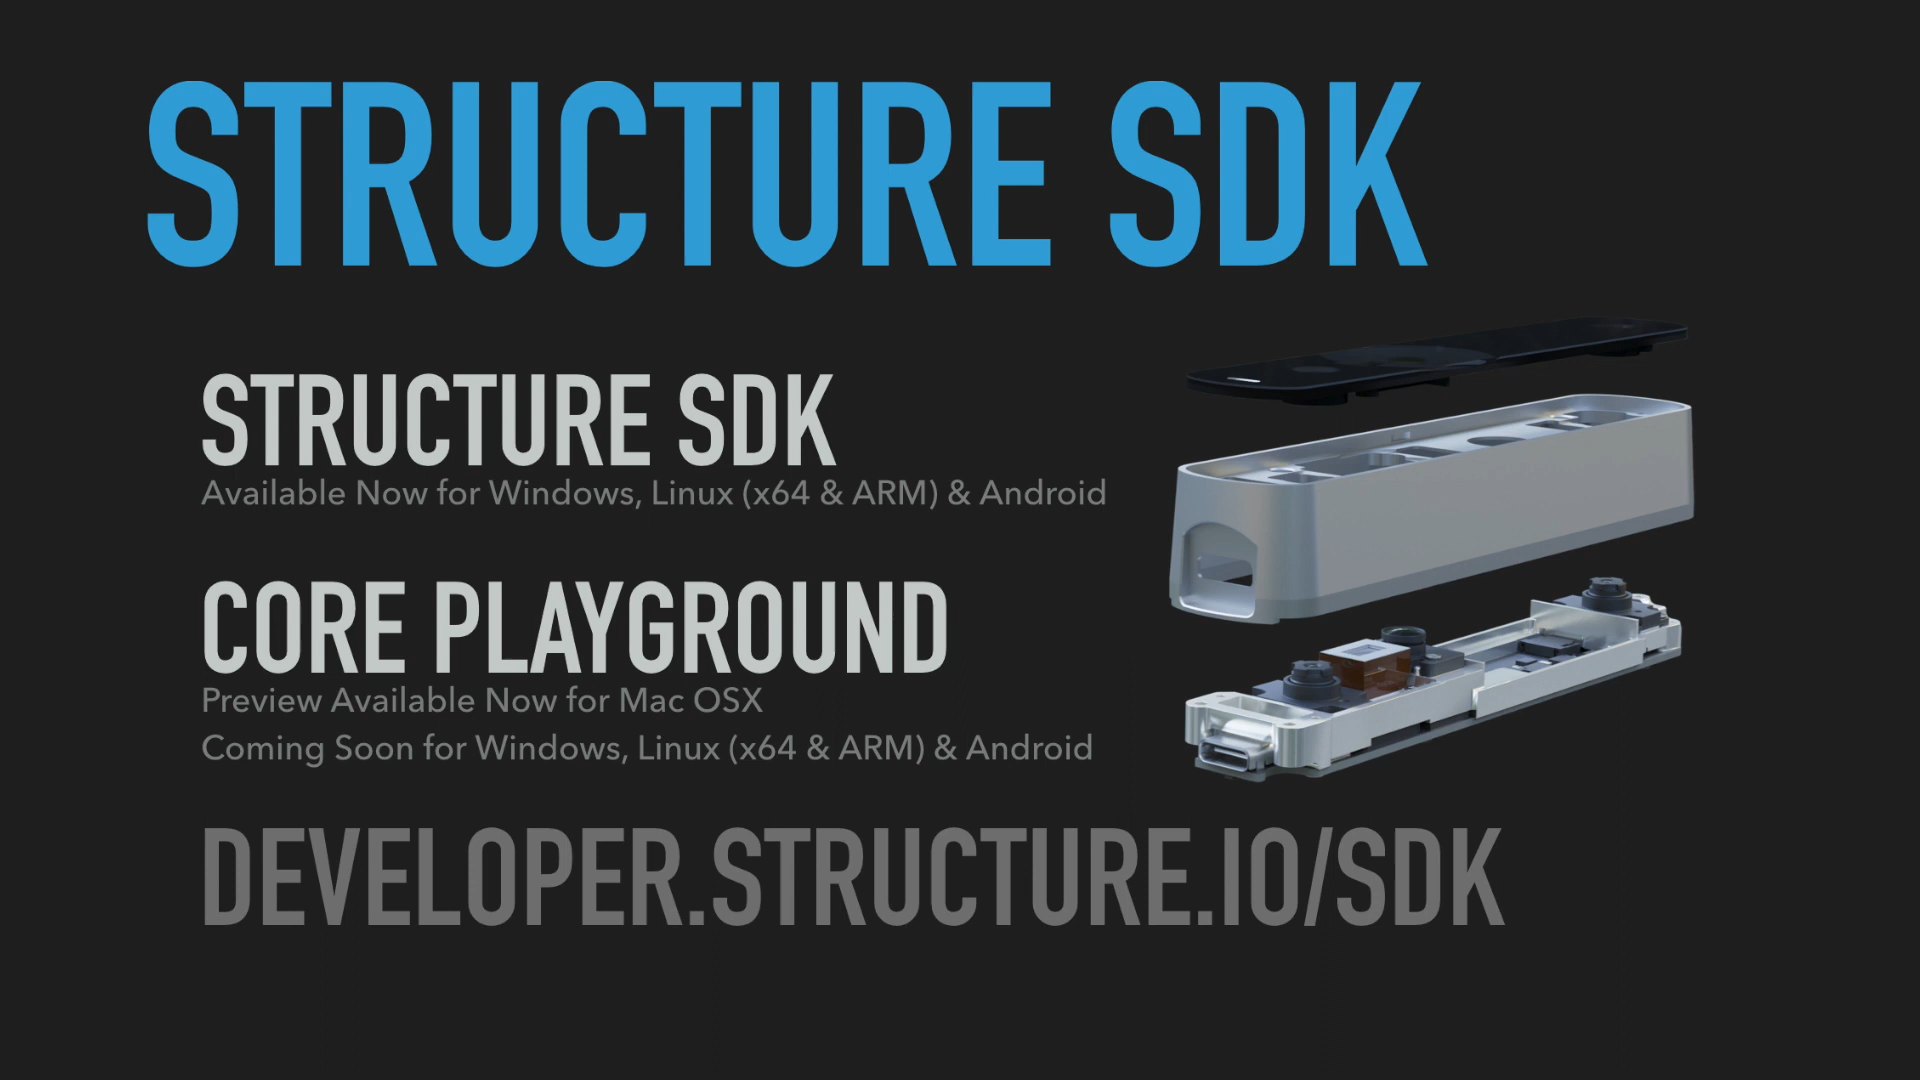 STRUCTURE SDK
STRUCTURE SDK
Available Now for Windows, Linux (x64 & ARM) & Android
CORE PLAYGROUND
Preview Available Now for Mac OSX
Coming Soon for Windows, Linux (x64 & ARM) & Android
DEVELOPER.STRUCTURE.IO/SDK